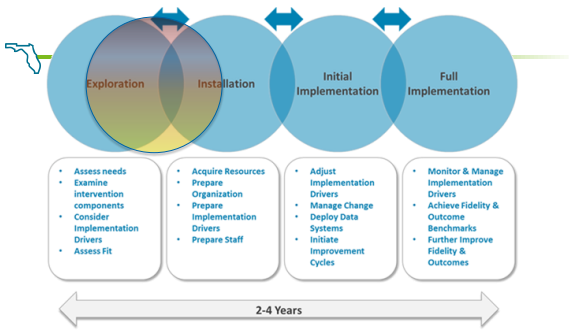 Exploration
Installation
Initial
Implementation
Full
Implementation
• Assess needs
• Examine
intervention
components
• Consider
Implementation
Drivers
• Assess Fit
• Acquire Resources
• Prepare
Organization
• Prepare
Implementation
Drivers
• Prepare Staff
• Adjust
Implementation
Drivers
• Manage Change
• Deploy Data
Systems
• Initiate
Improvement
Cycles
• Monitor & Manage
Implementation
Drivers
• Achieve Fidelity &
Outcome
Benchmarks
• Further Improve
Fidelity &
Outcomes
2-4 Years